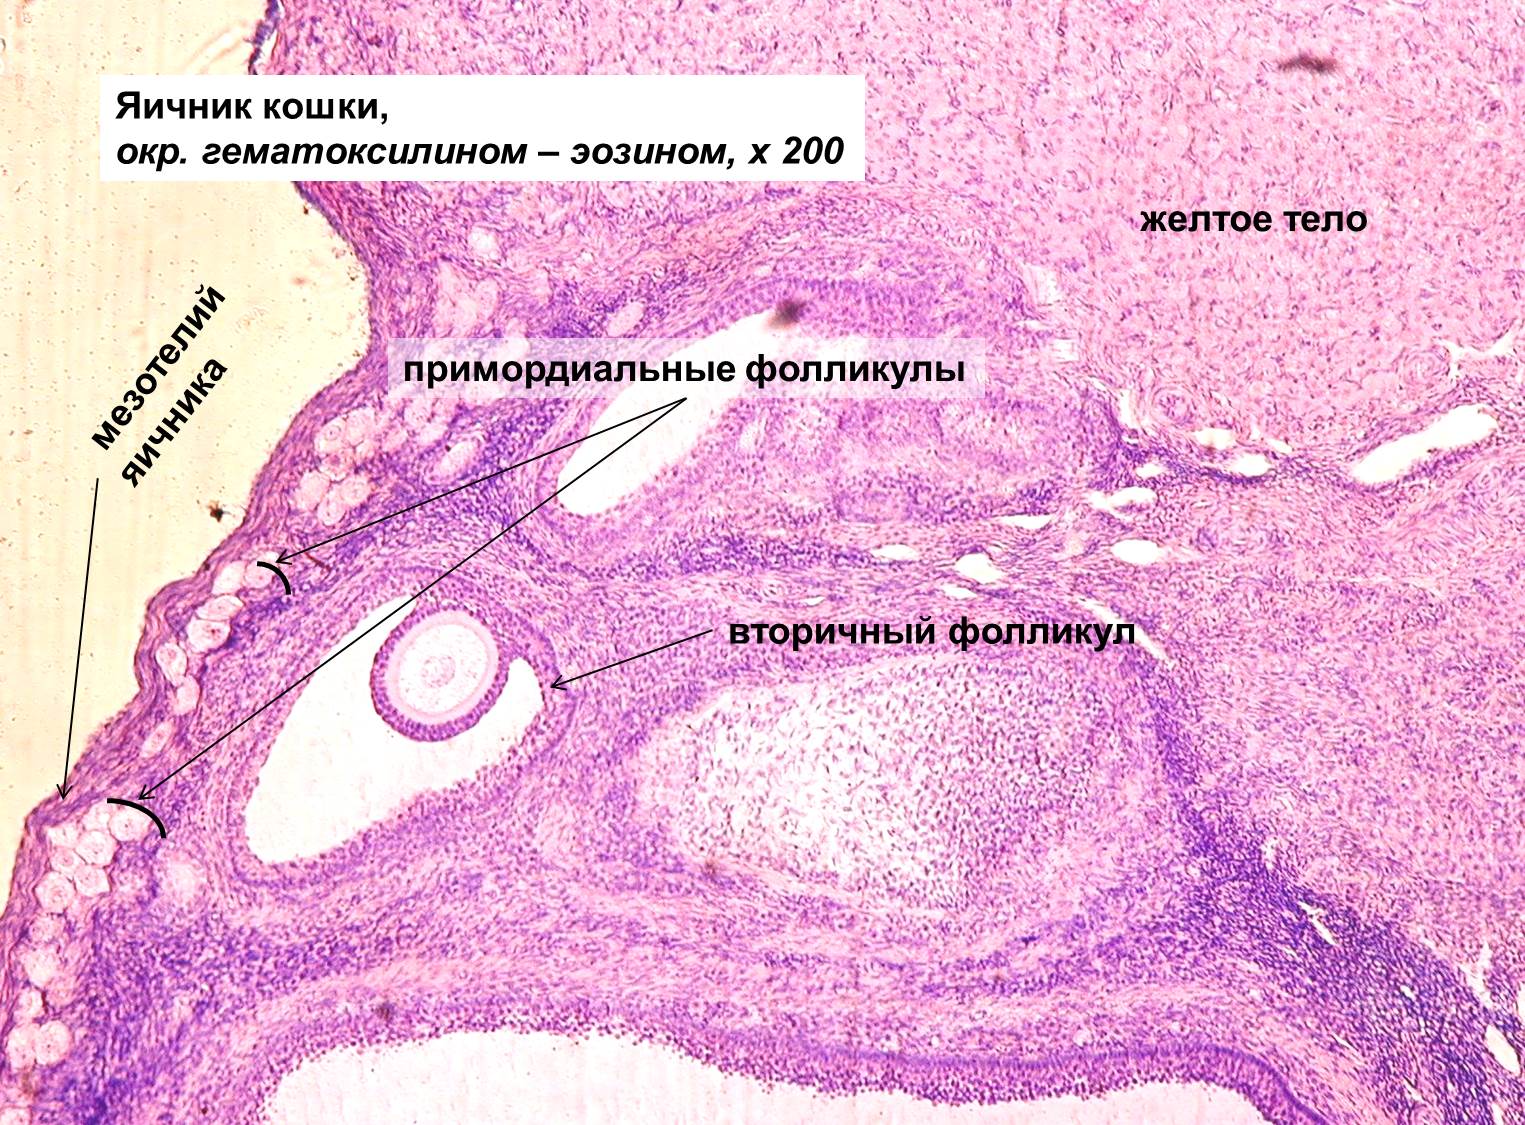 Яичник кошки,
окр. гематоксилином – эозином, х 200
желтое тело
мезотелий
яичника
примордиальные фолликулы
вторичный фолликул